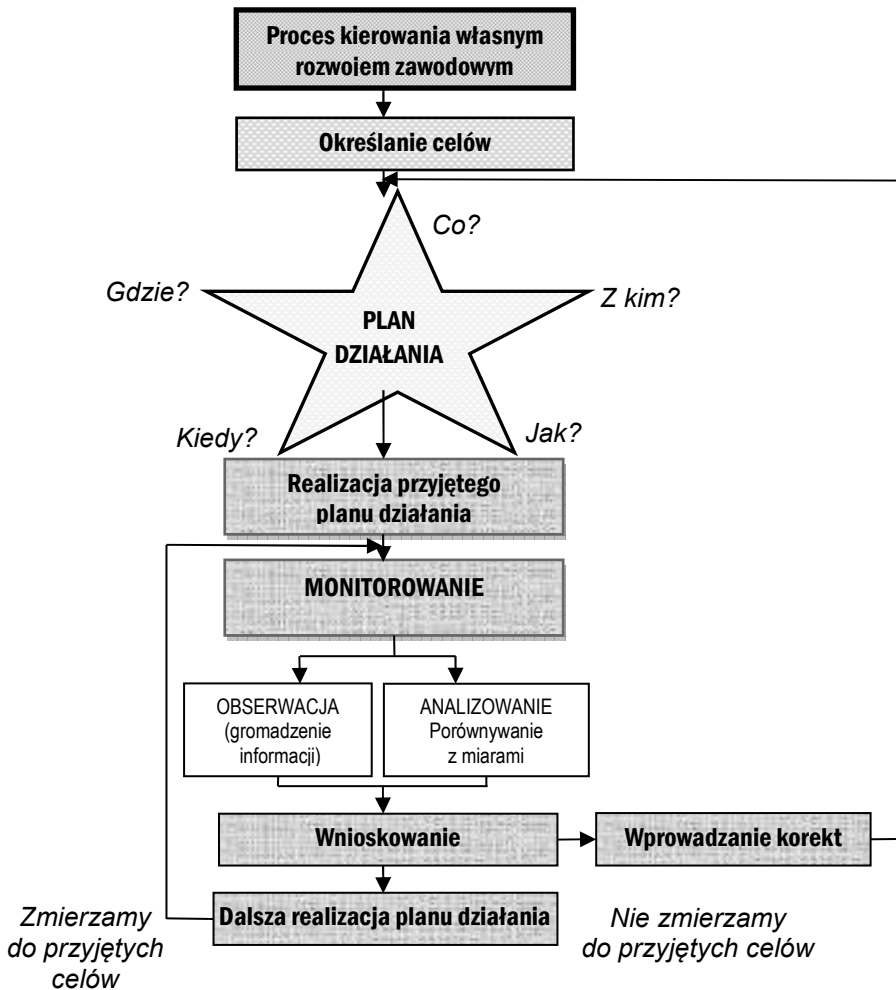 Proces kierowania własnym
rozwojem zawodowym
Określanie celów
Co?
Gdzie?
Z kim?
PLAN
DZIAŁANIA
Kiedy?
Jak?
Realizacja przyjętego
planu działania
MONITOROWANIE
OBSERWACJA
(gromadzenie
informacji)
ANALIZOWANIE
Porównywanie
z miarami
Wnioskowanie
Wprowadzanie korekt
Dalsza realizacja planu działania
Zmierzamy
do przyjętych
celów
Nie zmierzamy
do przyjętych celów